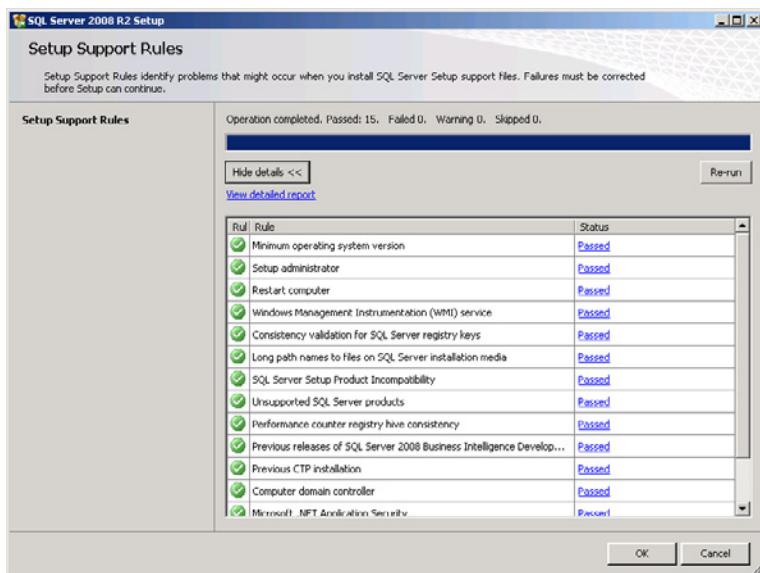 SQL Server 2008 R2 Setup
Setup Support Rules
Setup Support Rules identify problems that might occur when you install SQL Server Setup support files. Failures must be corrected
before Setup can continue.
Setup Support Rules
Operation completed. Passed: 15. Failed 0. Warning 0. Skipped 0.
Hide details <<
Re-run
View detailed report
Rul Rule Status
Minimum operating system version Passed
Setup administrator Passed
Restart computer Passed
Windows Management Instrumentation (WMI) service Passed
Consistency validation for SQL Server registry keys Passed
Long path names to files on SQL Server installation media Passed
SQL Server Setup Product Incompatibility Passed
Unsupported SQL Server products Passed
Performance counter registry hive consistency Passed
Previous releases of SQL Server 2008 Business Intelligence Develop... Passed
Previous CTP installation Passed
Computer domain controller Passed
Microsoft .NET Application Security Passed
OK Cancel